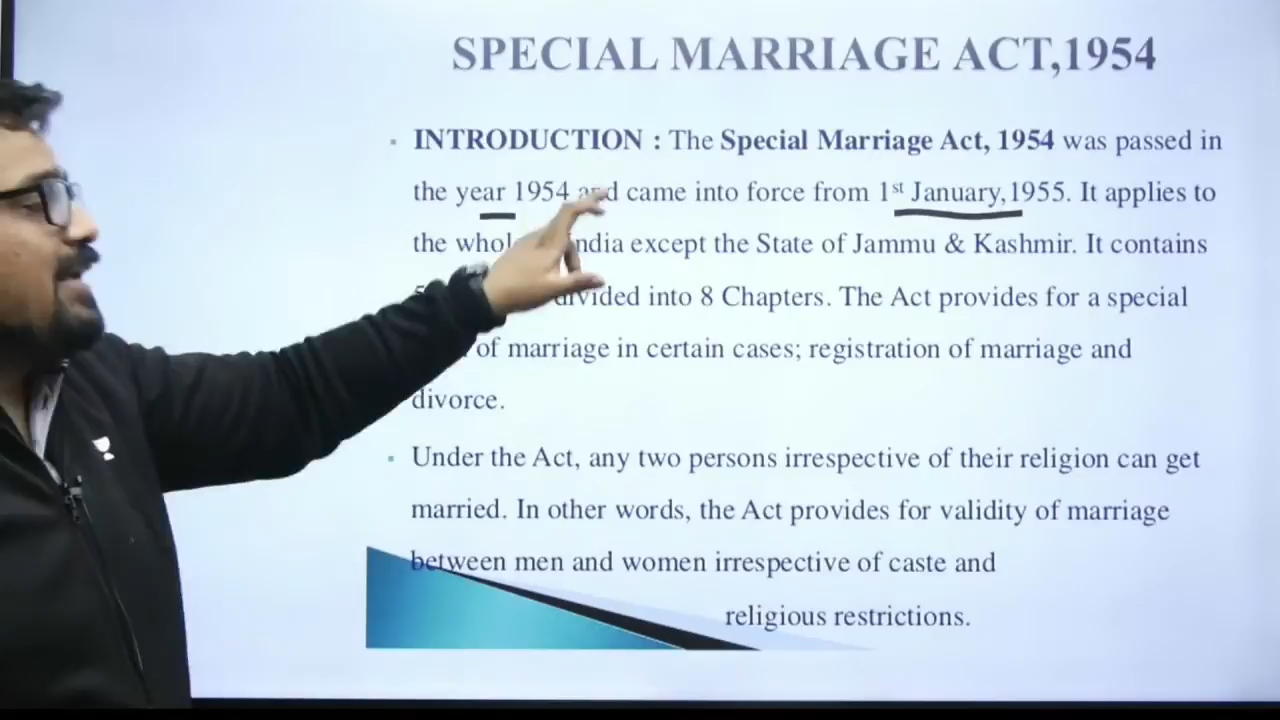 SPECIAL MARRIAGE ACT,1954
INTRODUCTION : The Special Marriage Act, 1954 was passed in
the year 1954 and came into force from 1st January,1955. It applies to
the India except the State of Jammu & Kashmir. It contains
divided into 8 Chapters. The Act provides for a special
of marriage in certain cases; registration of marriage and
divorce.
Under the Act, any two persons irrespective of their religion can get
married. In other words, the Act provides for validity of marriage
between men and women irrespective of caste and
religious restrictions.